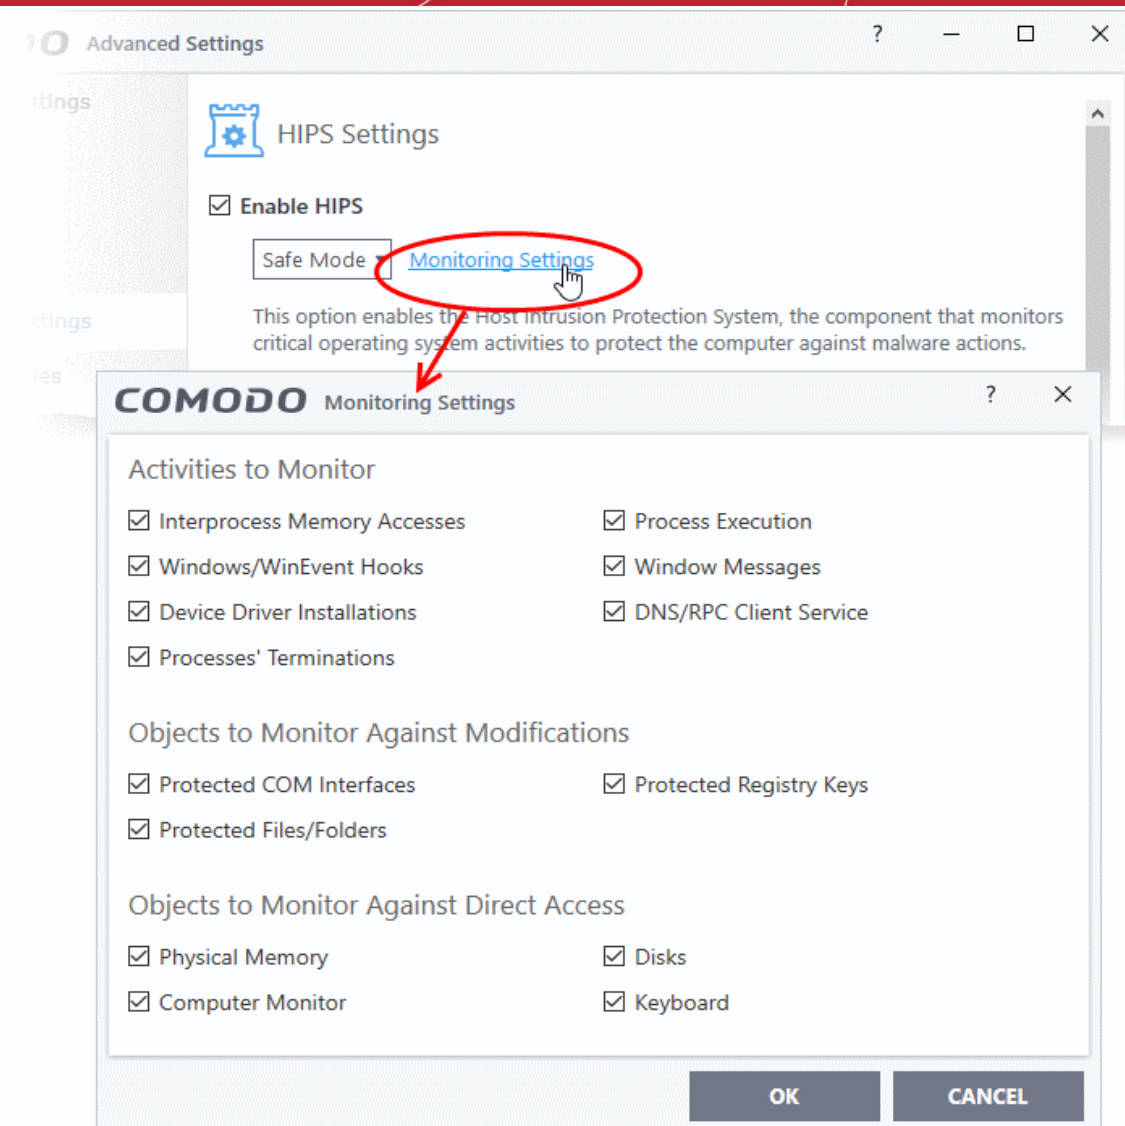 Advanced Settings ?
ttings
HIPS Settings
Enable HIPS
Safe Mode Monitoring Settings
This option enables the Host Intrusion Protection System, the component that monitors
ttings
critical operating system activities to protect the computer against malware actions.
COMODO Monitoring Settings ?
Activities to Monitor
Interprocess Memory Accesses Process Execution
Windows/WinEvent Hooks Window Messages
Device Driver Installations DNS/RPC Client Service
Processes' Terminations
Objects to Monitor Against Modifications
Protected COM Interfaces Protected Registry Keys
Protected Files/Folders
Objects to Monitor Against Direct Access
Physical Memory Disks
Computer Monitor Keyboard
OK CANCEL